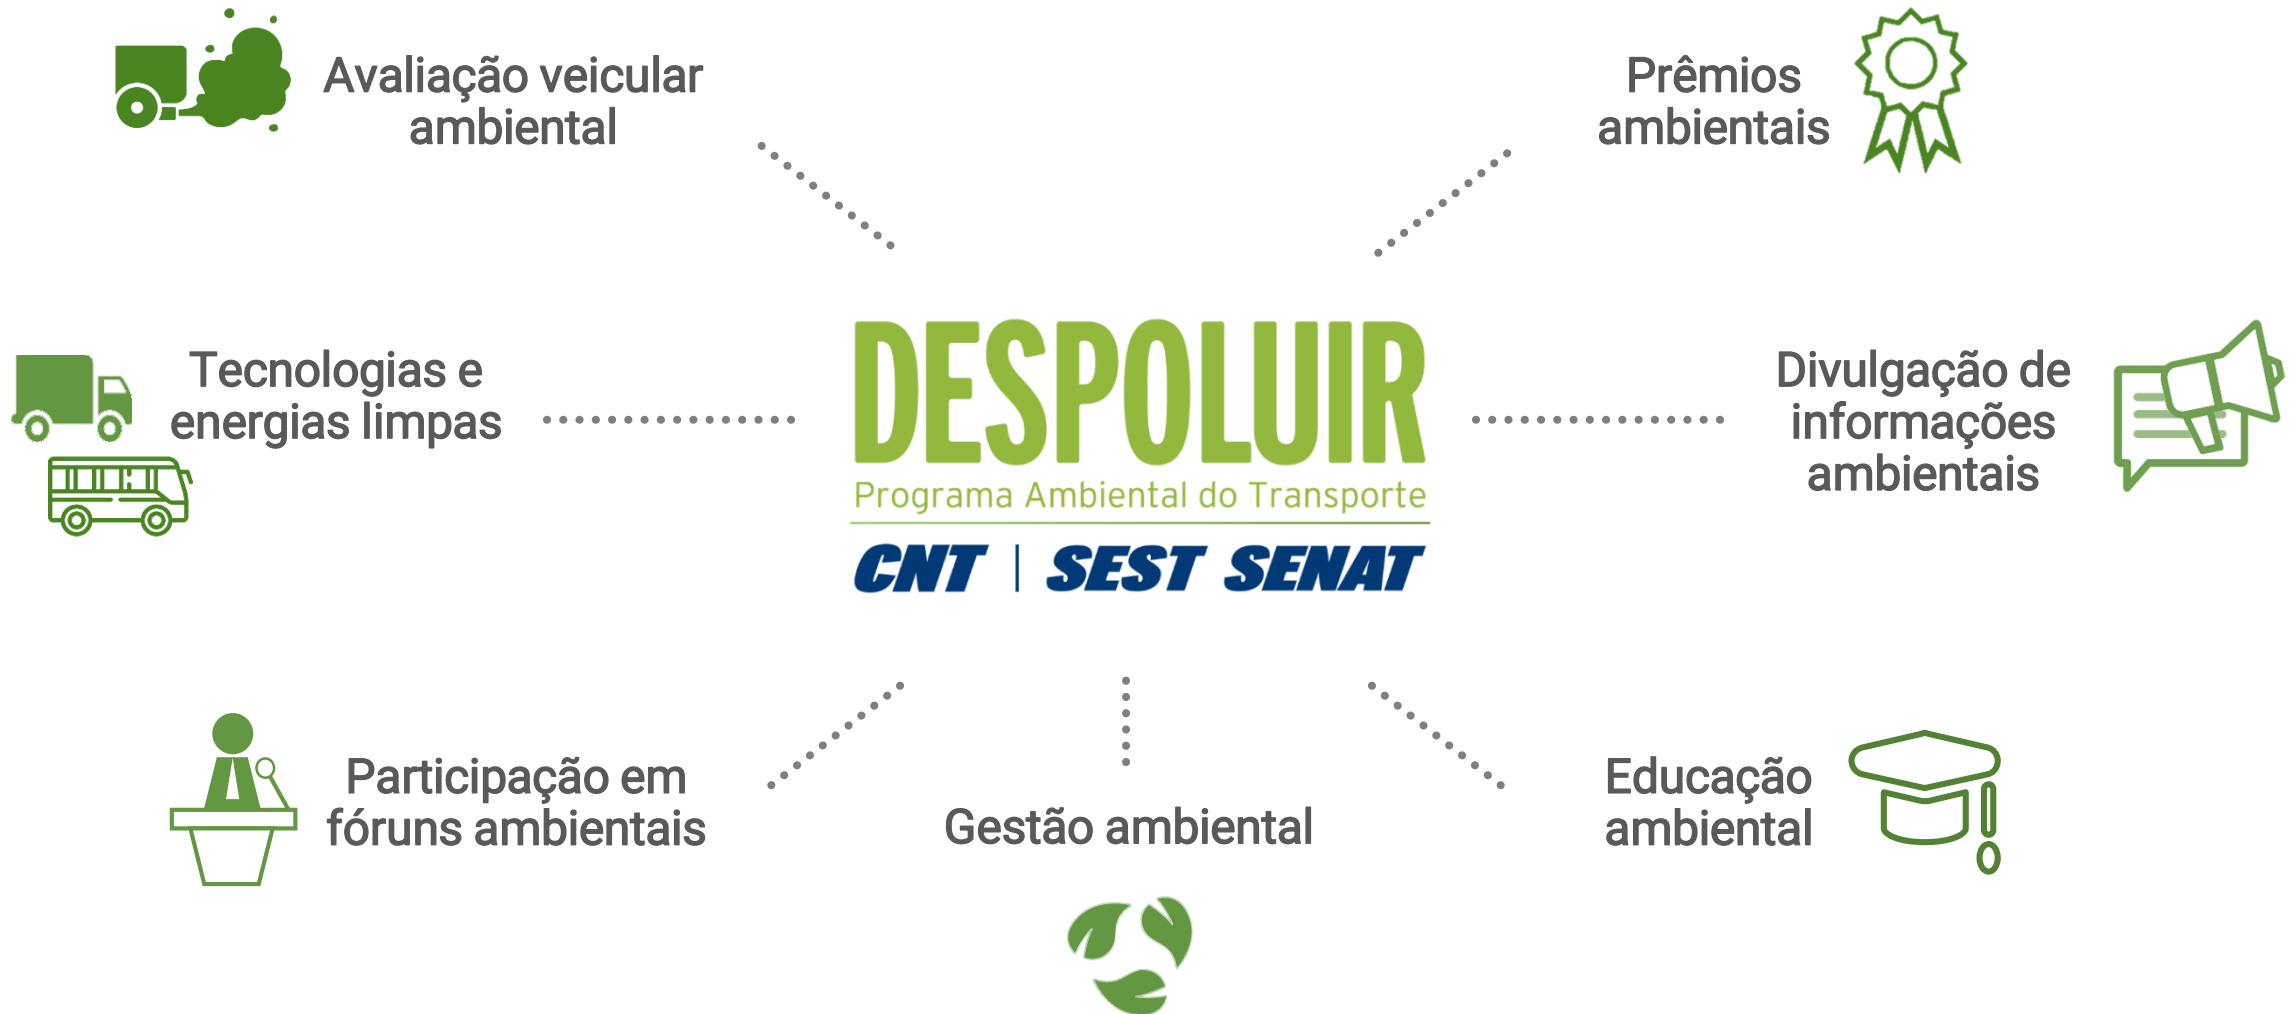 Avaliação veicular
ambiental
Prêmios
ambientais
Tecnologias e
energias limpas
DESPOLUIR
Programa Ambiental do Transporte
CNT | SEST SENAT
Divulgação de
informações
ambientais
Participação em
fóruns ambientais
Gestão ambiental
Educação
ambiental